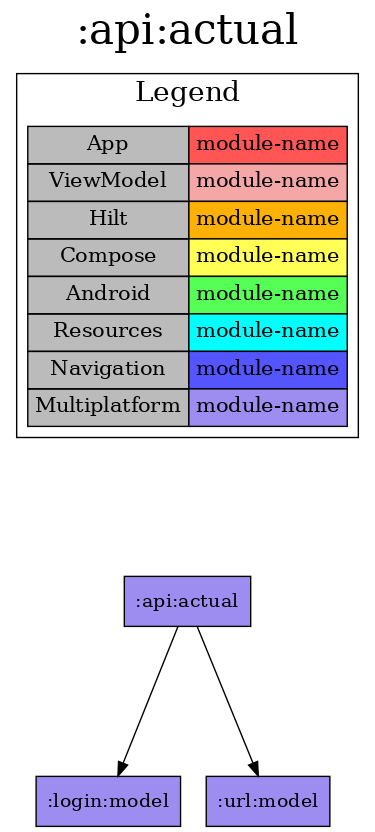 :api:actual
Legend
App module-name
ViewModel module-name
Hilt module-name
Compose module-name
Android module-name
Resources module-name
Navigation module-name
Multiplatform module-name
:api:actual
:login:model :url:model